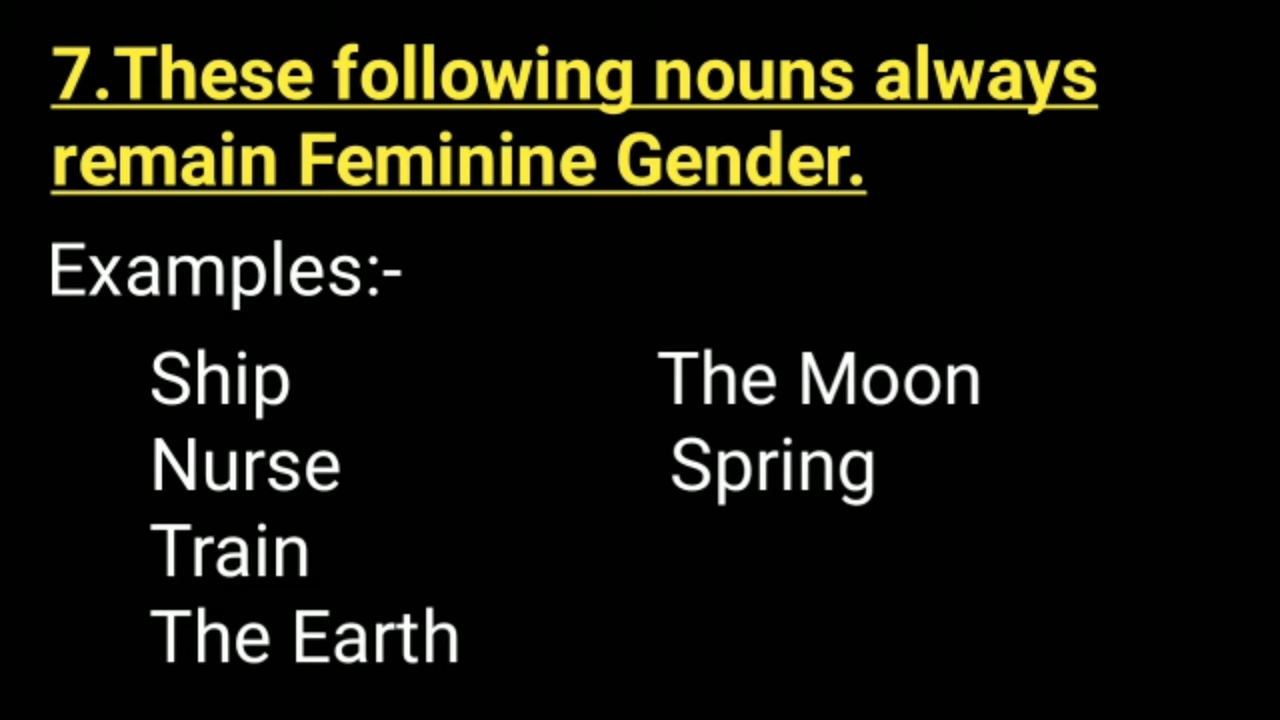 7.These following nouns always
remain Feminine Gender.
Examples:-
Ship
Nurse
Train
The Earth
The Moon
Spring